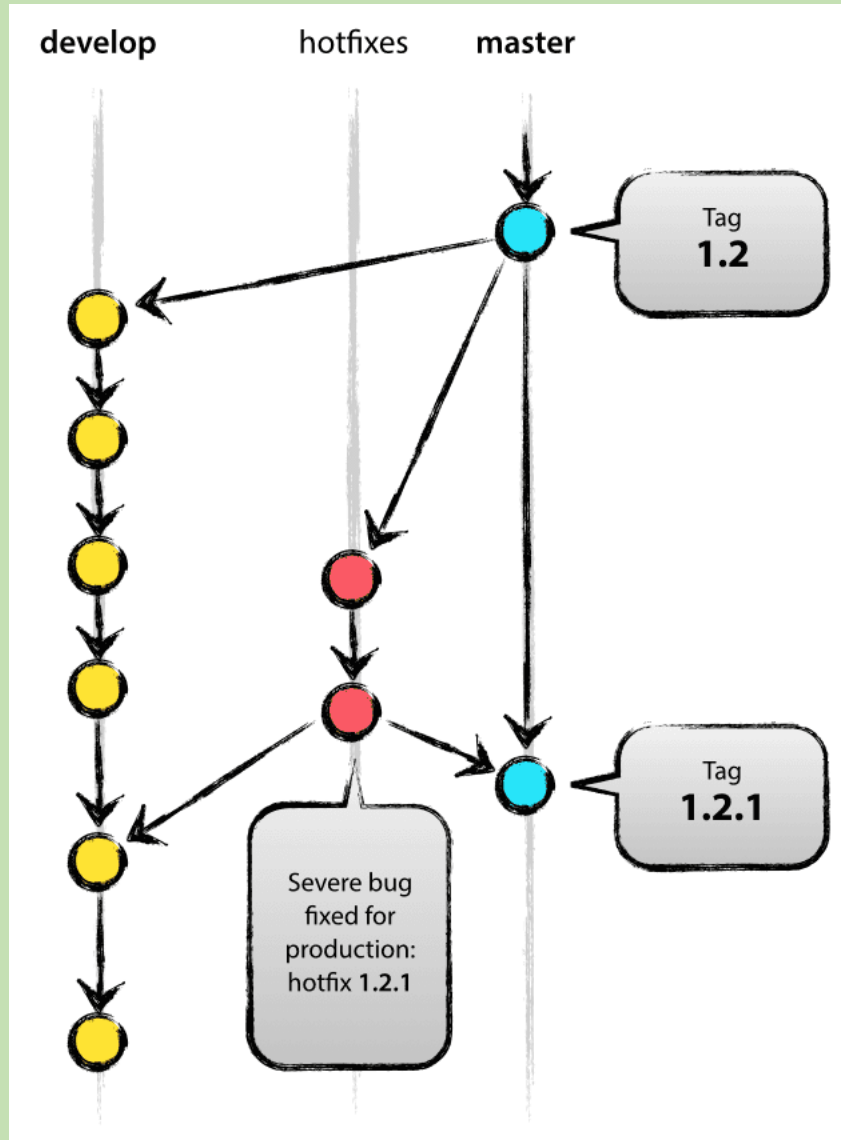 develop
hotfixes
master
Tag
1.2
Severe bug
fixed for
production:
hotfix 1.2.1
Tag
1.2.1